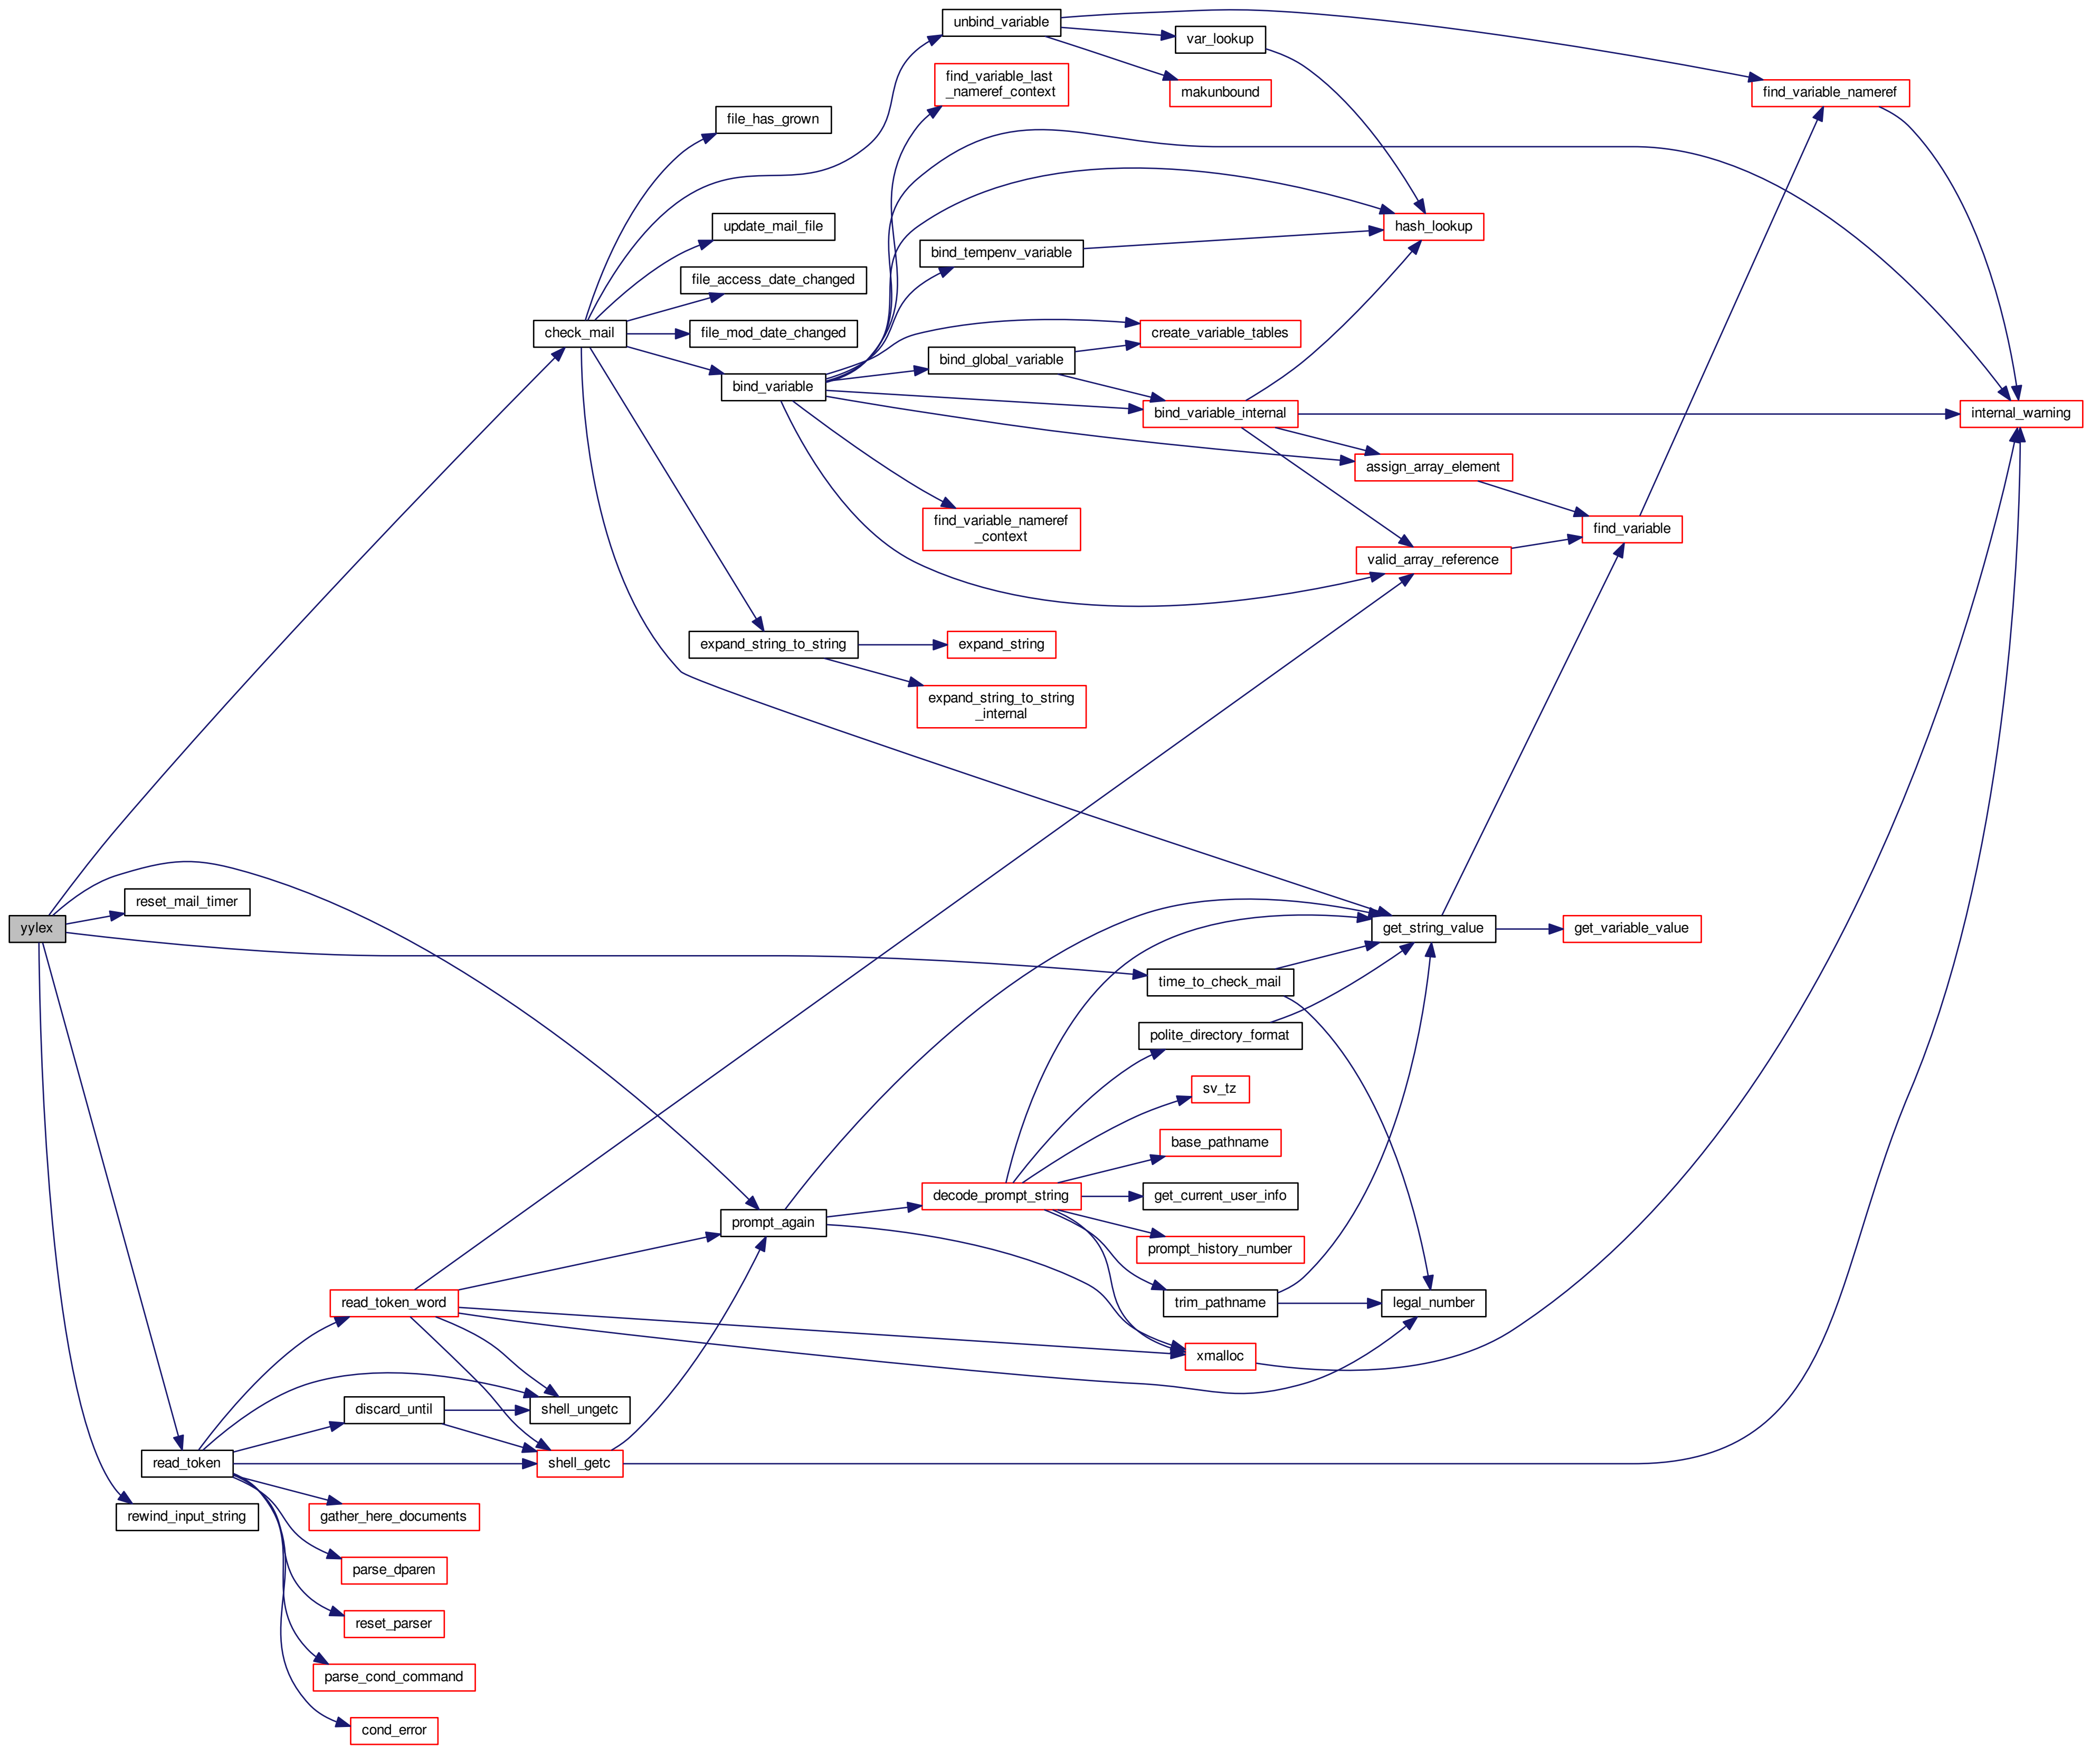 unbind_variable
var_lookup
find_variable_last
_nameref_context
makunbound
find_variable_nameref
file_has_grown
update_mail_file
hash_lookup
bind_tempenv_variable
file_access_date_changed
check_mail
file_mod_date_changed
create_variable_tables
bind_global_variable
bind_variable
bind_variable_internal
internal_warning
assign_array_element
find_variable_nameref
_context
find_variable
valid_array_reference
expand_string_to_string
expand_string
expand_string_to_string
_internal
reset_mail_timer
yylex
get_string_value
get_variable_value
time_to_check_mail
polite_directory_format
sv_tz
base_pathname
decode_prompt_string
get_current_user_info
prompt_again
prompt_history_number
read_token_word
trim_pathname
legal_number
xmalloc
discard_until
shell_ungetc
read_token
shell_getc
rewind_input_string
gather_here_documents
parse_dparen
reset_parser
parse_cond_command
cond_error